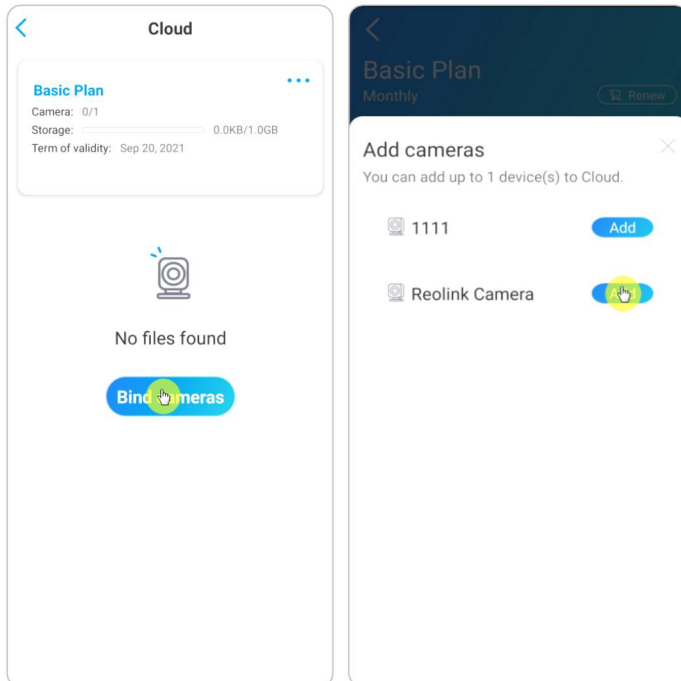 Cloud
Basic Plan
Camera: 0/1
Storage: 0.0KB/1.0GB
Term of validity: Sep 20, 2021
No files found
Bind meras
Basic Plan
Monthly
Renew
Add cameras
You can add up to 1 device(s) to Cloud.
1111 Add
Reolink Camera